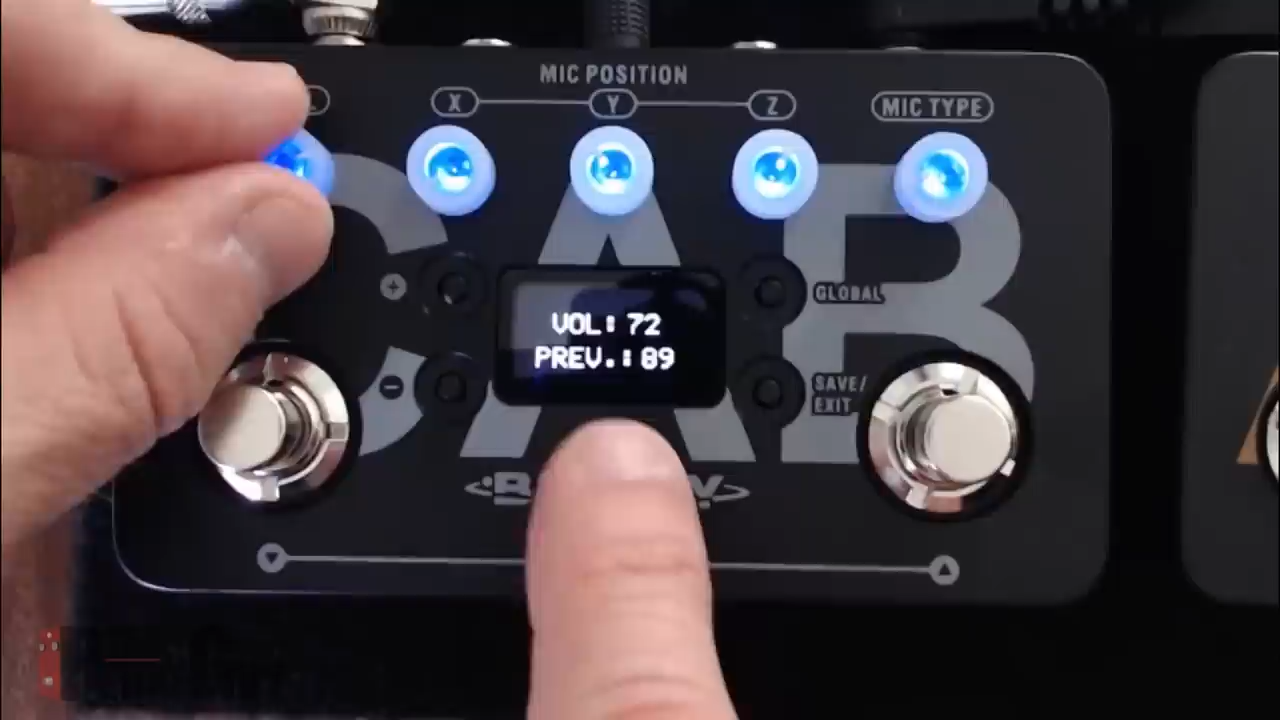 MIC POSITION
X Y Z MIC TYPE
CAB
GLOBAL
VOL: 72
PREV.: 89
SAVE/
EXIT